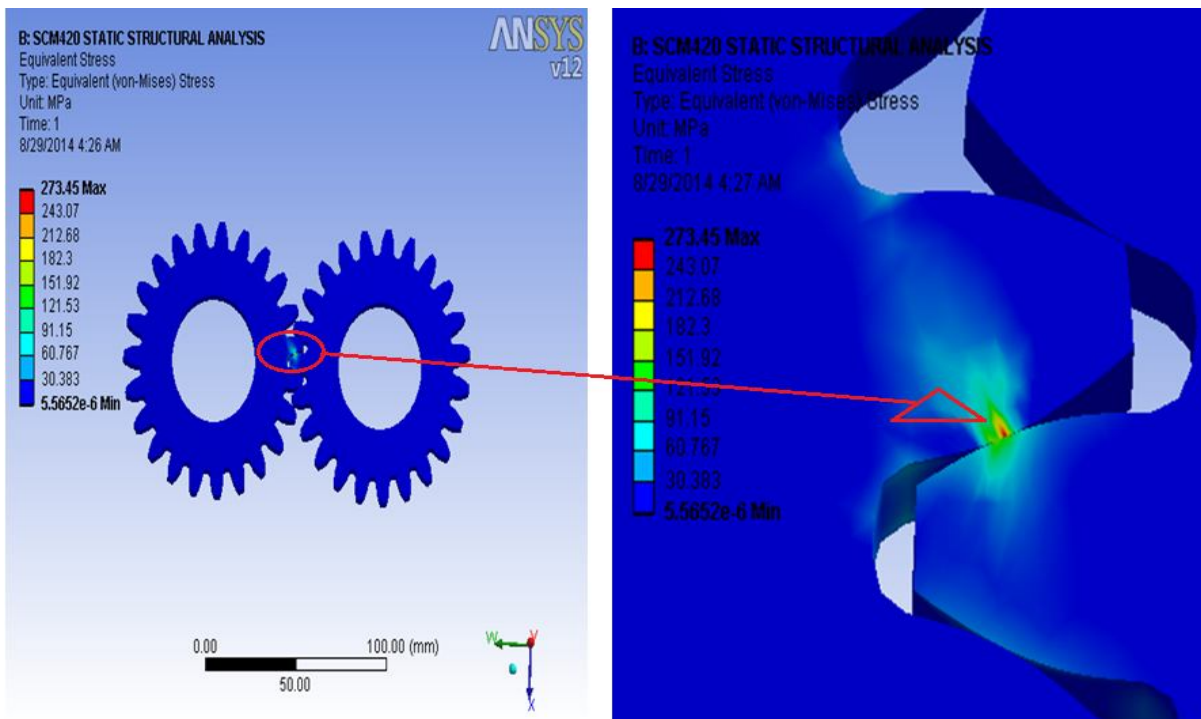 B: SCM420 STATIC STRUCTURAL ANALYSIS
Equivalent Stress
Type: Equivalent (von-Mises) Stress
Unit: MPa
Time: 1
8/29/2014 4:26 AM
ANSYS
v12
273.45 Max
243.07
212.68
182.3
151.92
121.53
91.15
60.767
30.383
5.5652e-6 Min
0.00
100.00 (mm)
50.00
Y
X
B: SCM420 STATIC STRUCTURAL ANALYSIS
Equivalent Stress
Type: Equivalent (von-Mises) Stress
Unit: MPa
Time: 1
8/29/2014 4:27 AM
273.45 Max
243.07
212.68
182.3
151.92
121.53
91.15
60.767
30.383
5.5652e-6 Min